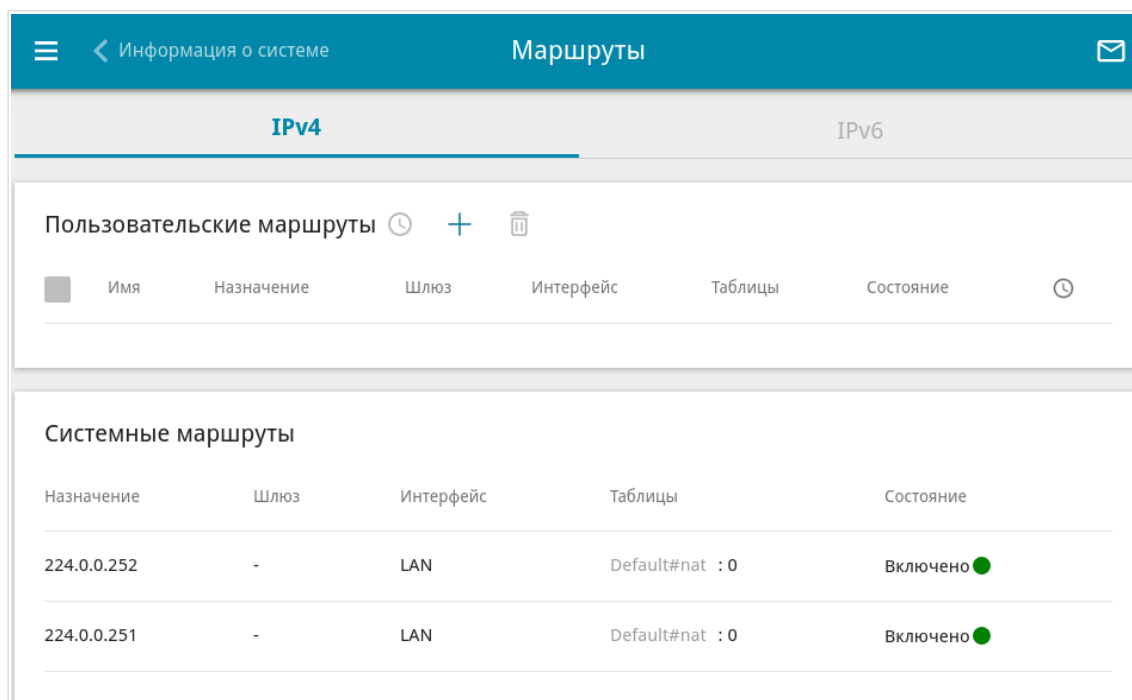 Информация о системе Маршруты
IPv4 IPv6
Пользовательские маршруты
Имя Назначение Шлюз Интерфейс Таблицы Состояние
Системные маршруты
Назначение Шлюз Интерфейс Таблицы Состояние
224.0.0.252 - LAN Default#nat : 0 Включено
224.0.0.251 - LAN Default#nat : 0 Включено